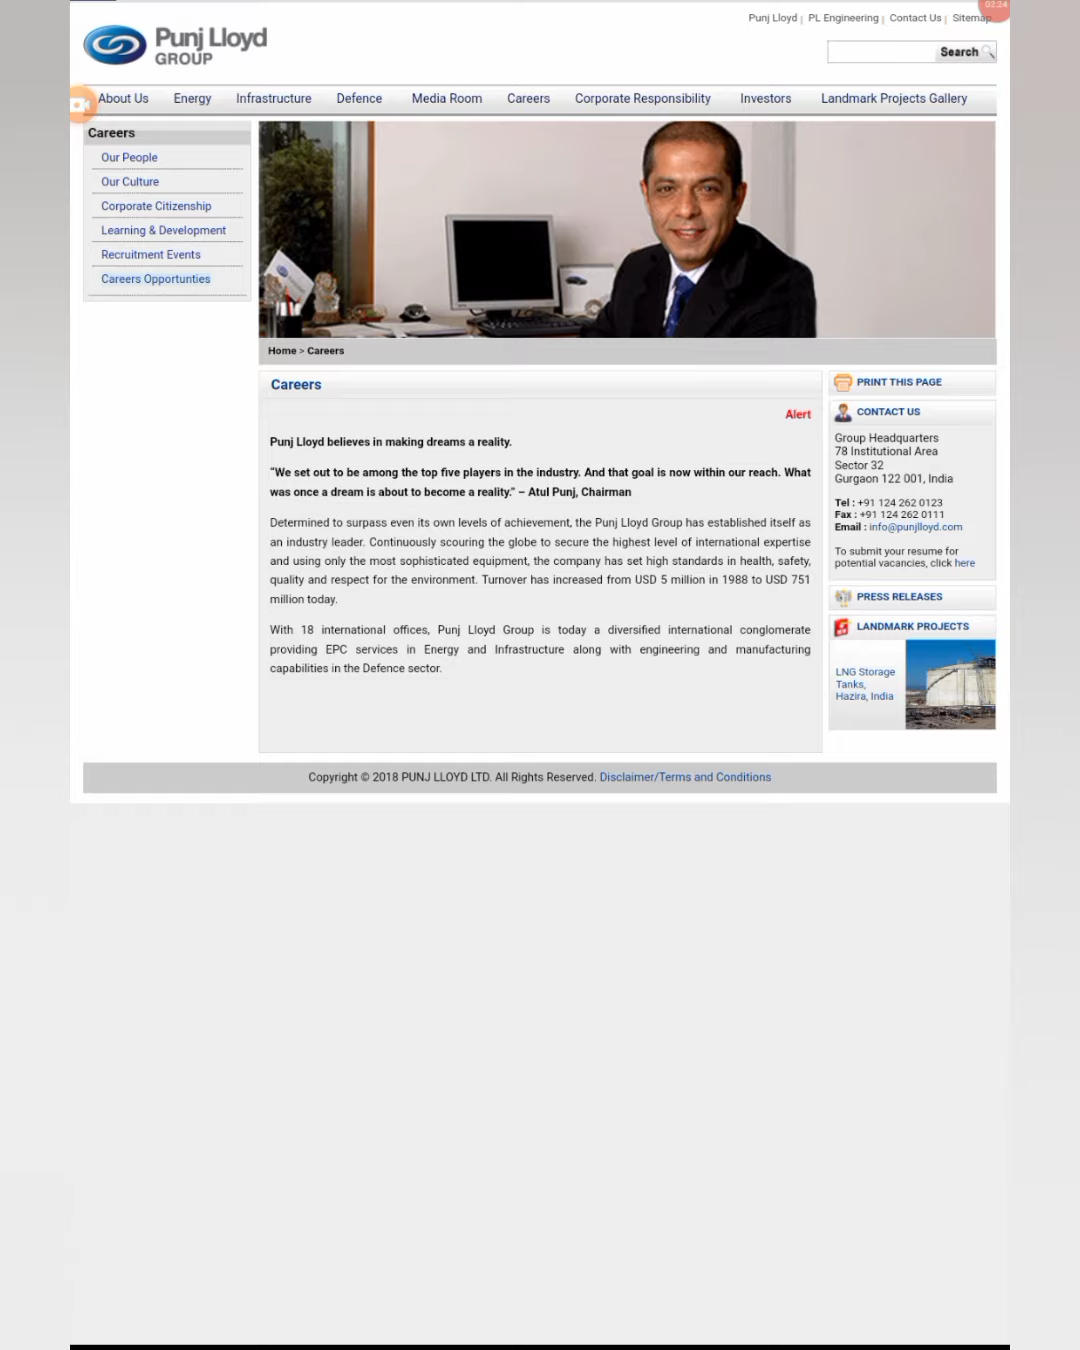 02:24
Punj Lloyd | PL Engineering | Contact Us | Sitemap
Punj Lloyd
GROUP
Search
About Us Energy Infrastructure Defence Media Room Careers Corporate Responsibility Investors Landmark Projects Gallery
Careers
Our People
Our Culture
Corporate Citizenship
Learning & Development
Recruitment Events
Careers Opportunties
Home > Careers
Careers
Alert
Punj Lloyd believes in making dreams a reality.
“We set out to be among the top five players in the industry. And that goal is now within our reach. What
was once a dream is about to become a reality.” – Atul Punj, Chairman
Determined to surpass even its own levels of achievement, the Punj Lloyd Group has established itself as
an industry leader. Continuously scouring the globe to secure the highest level of international expertise
and using only the most sophisticated equipment, the company has set high standards in health, safety,
quality and respect for the environment. Turnover has increased from USD 5 million in 1988 to USD 751
million today.
With 18 international offices, Punj Lloyd Group is today a diversified international conglomerate
providing EPC services in Energy and Infrastructure along with engineering and manufacturing
capabilities in the Defence sector.
PRINT THIS PAGE
CONTACT US
Group Headquarters
78 Institutional Area
Sector 32
Gurgaon 122 001, India
Tel : +91 124 262 0123
Fax : +91 124 262 0111
Email : info@punjlloyd.com
To submit your resume for
potential vacancies, click here
PRESS RELEASES
LANDMARK PROJECTS
LNG Storage
Tanks,
Hazira, India
Copyright © 2018 PUNJ LLOYD LTD. All Rights Reserved. Disclaimer/Terms and Conditions